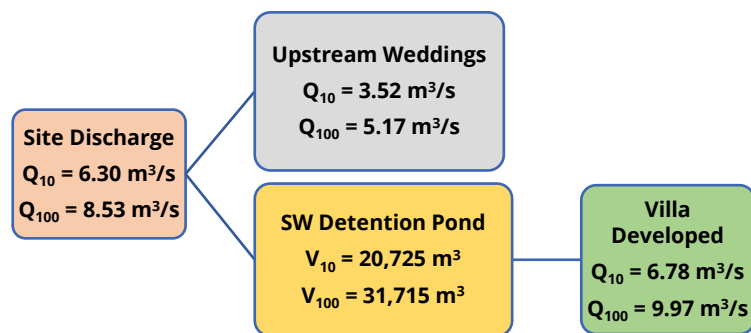 Upstream Weddings
Q₁₀ = 3.52 m³/s
Q₁₀₀ = 5.17 m³/s
Site Discharge
Q₁₀ = 6.30 m³/s
Q₁₀₀ = 8.53 m³/s
SW Detention Pond
V₁₀ = 20,725 m³
V₁₀₀ = 31,715 m³
Villa
Developed
Q₁₀ = 6.78 m³/s
Q₁₀₀ = 9.97 m³/s